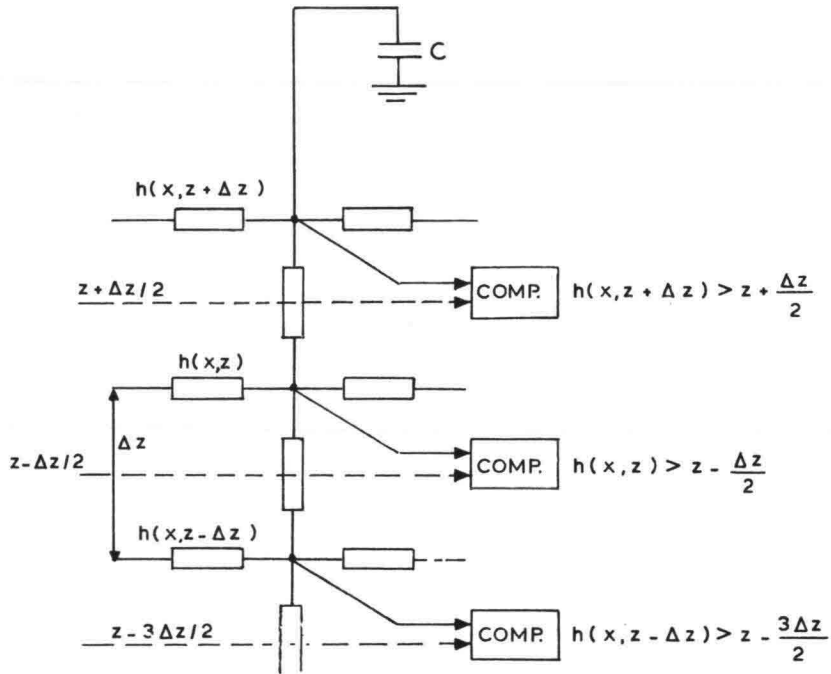 C
h(x,z+Δz)
z+Δz/2
COMP. h(x,z+Δz) > z + Δz/2
h(x,z)
Δz
z-Δz/2
COMP. h(x,z) > z - Δz/2
h(x,z-Δz)
z-3Δz/2
COMP. h(x,z-Δz) > z - 3Δz/2